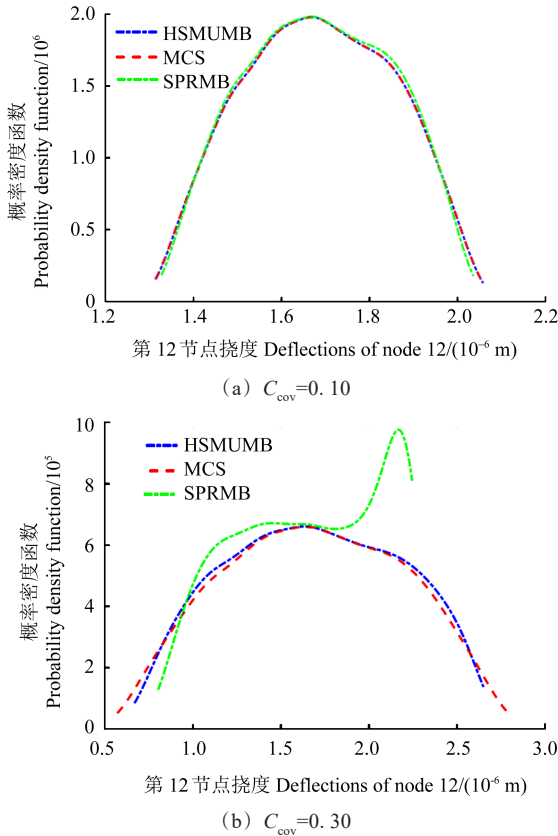 概率密度函数
Probability density function/10⁶
2.0
1.5
1.0
0.5
0
HSMUMB
MCS
SPRMB
1.2 1.4 1.6 1.8 2.0 2.2
第 12 节点挠度 Deflections of node 12/(10⁻⁶ m)
(a) C_cov=0. 10
概率密度函数
Probability density function/10⁵
10
8
6
4
2
0
HSMUMB
MCS
SPRMB
0.5 1.0 1.5 2.0 2.5 3.0
第 12 节点挠度 Deflections of node 12/(10⁻⁶ m)
(b) C_cov=0. 30